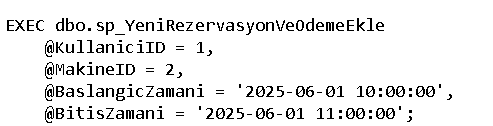 EXEC dbo.sp_YeniRezervasyonVeOdemeEkle
@KullaniciID = 1,
@MakineID = 2,
@BaslangicZamani = '2025-06-01 10:00:00',
@BitisZamani = '2025-06-01 11:00:00';